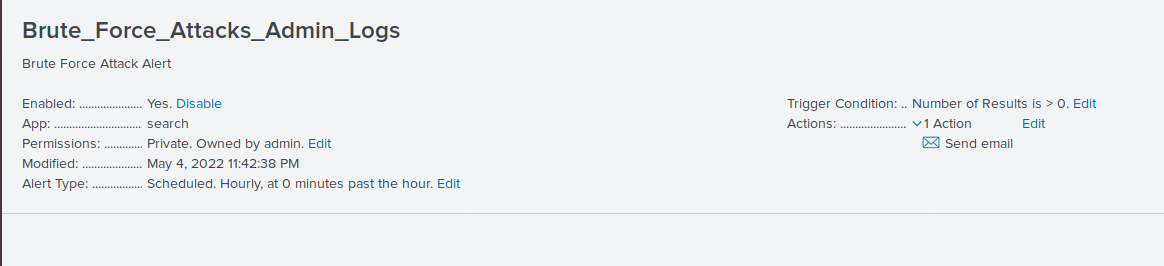 Brute_Force_Attacks_Admin_Logs
Brute Force Attack Alert
Enabled: ..................... Yes. Disable
App: ............................. search
Permissions: ............. Private. Owned by admin. Edit
Modified: .................... May 4, 2022 11:42:38 PM
Alert Type: ................. Scheduled. Hourly, at 0 minutes past the hour. Edit
Trigger Condition: .. Number of Results is > 0. Edit
Actions: ...................... 1 Action Edit
Send email